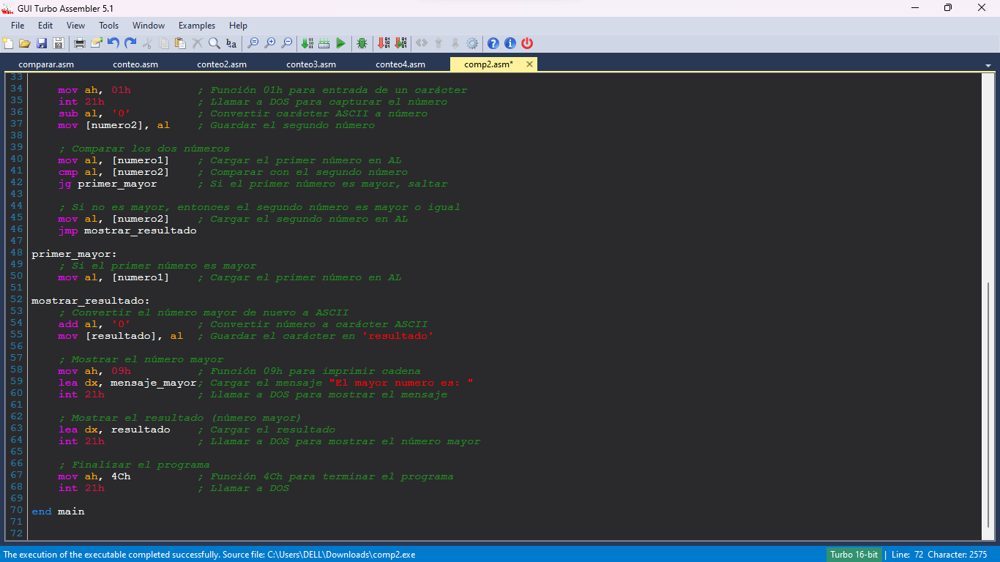 GUI Turbo Assembler 5.1
File Edit View Tools Window Examples Help
comparar.asm conteo.asm conteo2.asm conteo3.asm conteo4.asm comp2.asm*
33
34 mov ah, 01h ; Función 01h para entrada de un carácter
35 int 21h ; Llamar a DOS para capturar el número
36 sub al, '0' ; Convertir carácter ASCII a número
37 mov [numero2], al ; Guardar el segundo número
38
39 ; Comparar los dos números
40 mov al, [numero1] ; Cargar el primer número en AL
41 cmp al, [numero2] ; Comparar con el segundo número
42 jg primer_mayor ; Si el primer número es mayor, saltar
43
44 ; Si no es mayor, entonces el segundo número es mayor o igual
45 mov al, [numero2] ; Cargar el segundo número en AL
46 jmp mostrar_resultado
47
48 primer_mayor:
49 ; Si el primer número es mayor
50 mov al, [numero1] ; Cargar el primer número en AL
51
52 mostrar_resultado:
53 ; Convertir el número mayor de nuevo a ASCII
54 add al, '0' ; Convertir número a carácter ASCII
55 mov [resultado], al ; Guardar el carácter en 'resultado'
56
57 ; Mostrar el número mayor
58 mov ah, 09h ; Función 09h para imprimir cadena
59 lea dx, mensaje_mayor; Cargar el mensaje "El mayor numero es: "
60 int 21h ; Llamar a DOS para mostrar el mensaje
61
62 ; Mostrar el resultado (número mayor)
63 lea dx, resultado ; Cargar el resultado
64 int 21h ; Llamar a DOS para mostrar el número mayor
65
66 ; Finalizar el programa
67 mov ah, 4Ch ; Función 4Ch para terminar el programa
68 int 21h ; Llamar a DOS
69
70 end main
71
72
The execution of the executable completed successfully. Source file: C:\Users\DELL\Downloads\comp2.exe Turbo 16-bit | Line: 72 Character: 2575